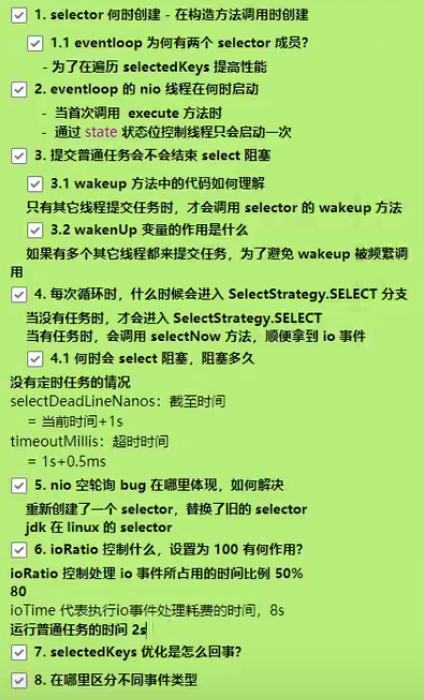 1. selector 何时创建 - 在构造方法调用时创建
1.1 eventloop 为何有两个 selector 成员?
- 为了在遍历 selectedKeys 提高性能
2. eventloop 的 nio 线程在何时启动
- 当首次调用 execute 方法时
- 通过 state 状态位控制线程只会启动一次
3. 提交普通任务会不会结束 select 阻塞
3.1 wakeup 方法中的代码如何理解
只有其它线程提交任务时，才会调用 selector 的 wakeup 方法
3.2 wakenUp 变量的作用是什么
如果有多个其它线程都来提交任务，为了避免 wakeup 被频繁调
用
4. 每次循环时，什么时候会进入 SelectStrategy.SELECT 分支
当没有任务时，才会进入 SelectStrategy.SELECT
当有任务时，会调用 selectNow 方法，顺便拿到 io 事件
4.1 何时会 select 阻塞，阻塞多久
没有定时任务的情况
selectDeadLineNanos：截至时间
= 当前时间+1s
timeoutMillis：超时时间
= 1s+0.5ms
5. nio 空轮询 bug 在哪里体现，如何解决
重新创建了一个 selector，替换了旧的 selector
jdk 在 linux 的 selector
6. ioRatio 控制什么，设置为 100 有何作用?
ioRatio 控制处理 io 事件所占用的时间比例 50%
80
ioTime 代表执行io事件处理耗费的时间，8s
运行普通任务的时间 2s
7. selectedKeys 优化是怎么回事?
8. 在哪里区分不同事件类型